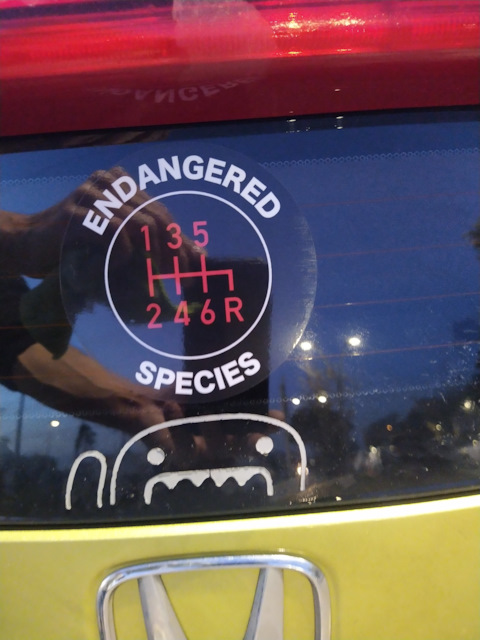 ENDANGERED
1 3 5
2 4 6 R
SPECIES